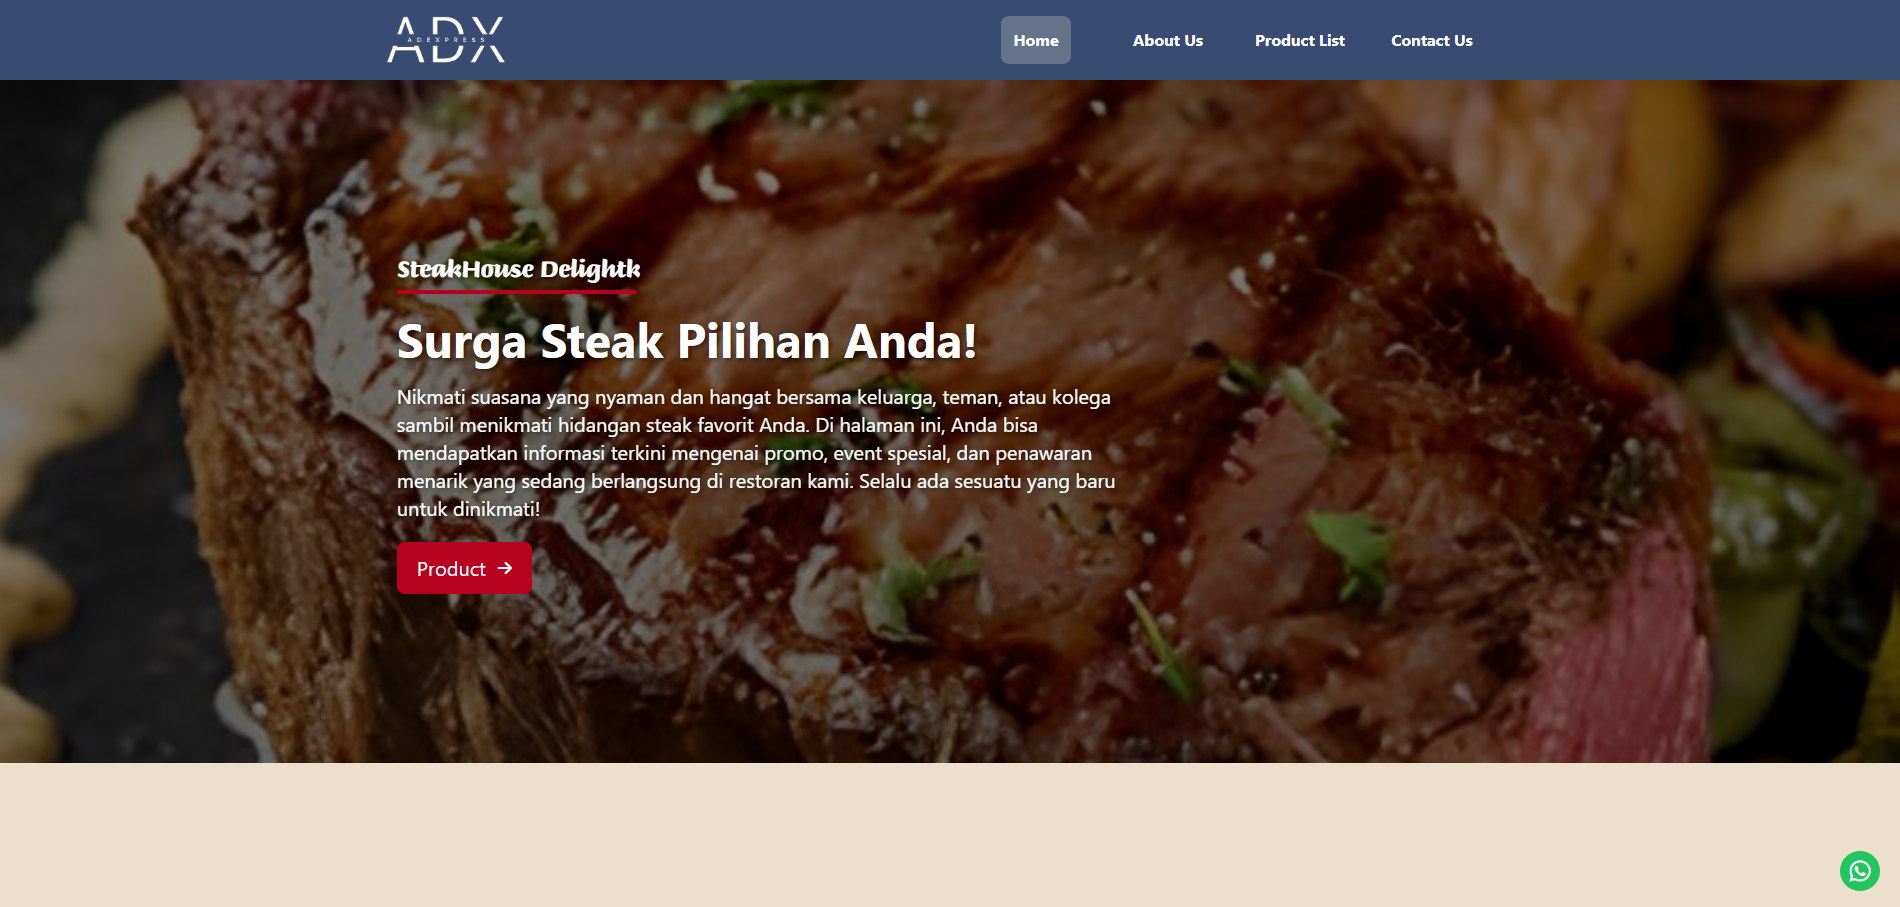 ADX
ADEXPRESS
Home
About Us
Product List
Contact Us
SteakHouse Delightk
Surga Steak Pilihan Anda!
Nikmati suasana yang nyaman dan hangat bersama keluarga, teman, atau kolega
sambil menikmati hidangan steak favorit Anda. Di halaman ini, Anda bisa
mendapatkan informasi terkini mengenai promo, event spesial, dan penawaran
menarik yang sedang berlangsung di restoran kami. Selalu ada sesuatu yang baru
untuk dinikmati!
Product →